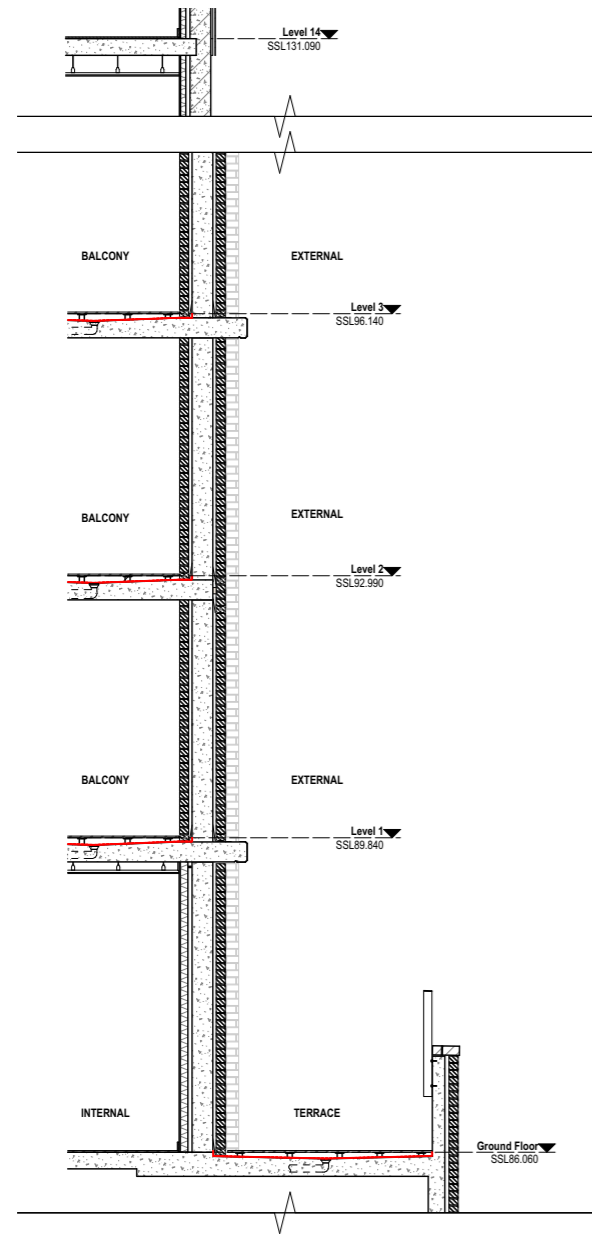 Level 14
SSL131.090
BALCONY
EXTERNAL
Level 3
SSL96.140
BALCONY
EXTERNAL
Level 2
SSL92.990
BALCONY
EXTERNAL
Level 1
SSL89.840
INTERNAL
TERRACE
Ground Floor
SSL86.060